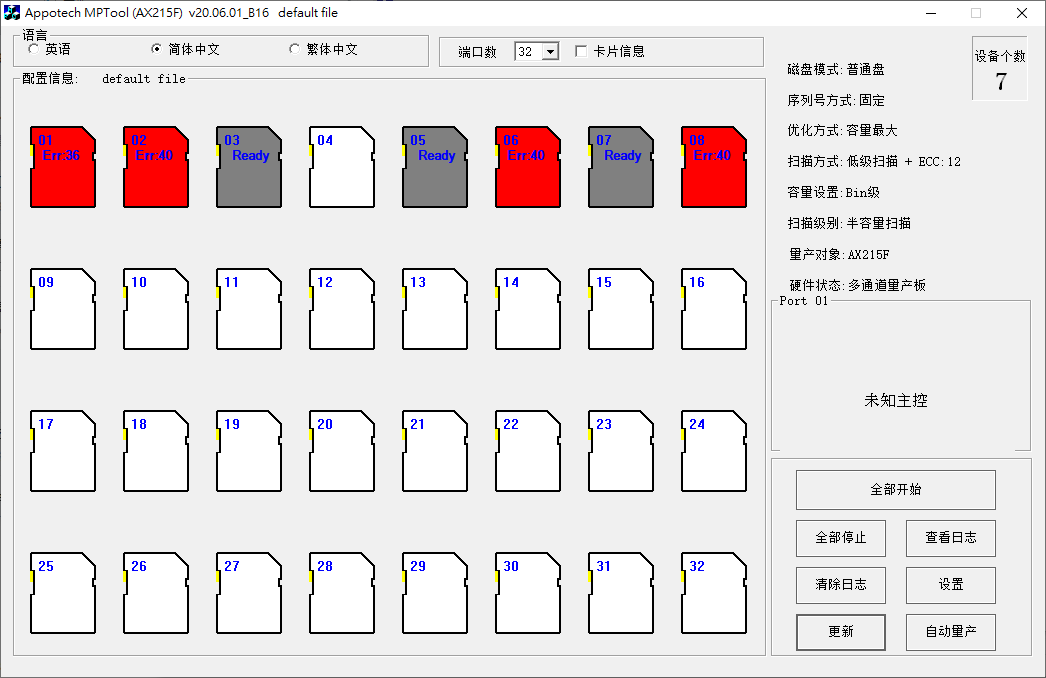 Appotech MPTool (AX215F)  v20.06.01_B16   default file
语言
英语
简体中文
繁体中文
端口数
32
卡片信息
设备个数
7
配置信息:   default file
01
Err:36
02
Err:40
03
Ready
04
05
Ready
06
Err:40
07
Ready
08
Err:40
09
10
11
12
13
14
15
16
17
18
19
20
21
22
23
24
25
26
27
28
29
30
31
32
磁盘模式: 普通盘
序列号方式: 固定
优化方式: 容量最大
扫描方式: 低级扫描 + ECC: 12
容量设置: Bin级
扫描级别: 半容量扫描
量产对象: AX215F
硬件状态: 多通道量产板
Port 01
未知主控
全部开始
全部停止
查看日志
清除日志
设置
更新
自动量产